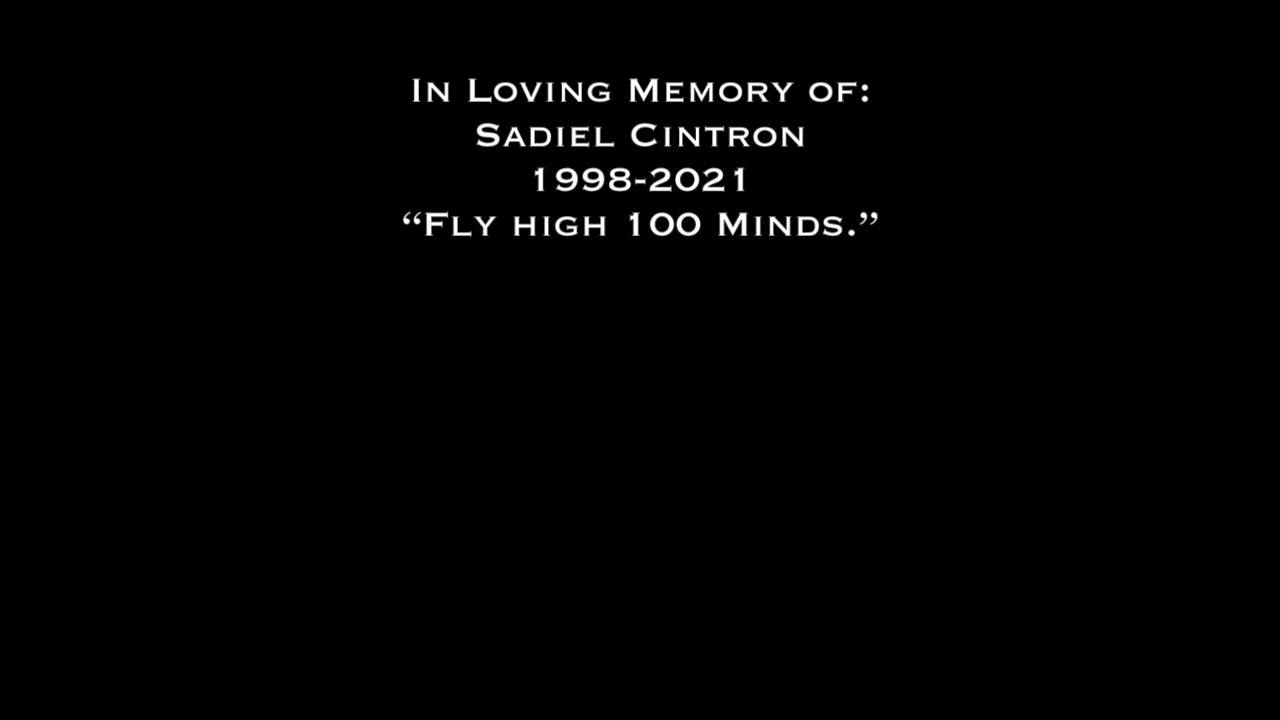 In Loving Memory of:
Sadiel Cintron
1998-2021
“Fly high 100 Minds.”